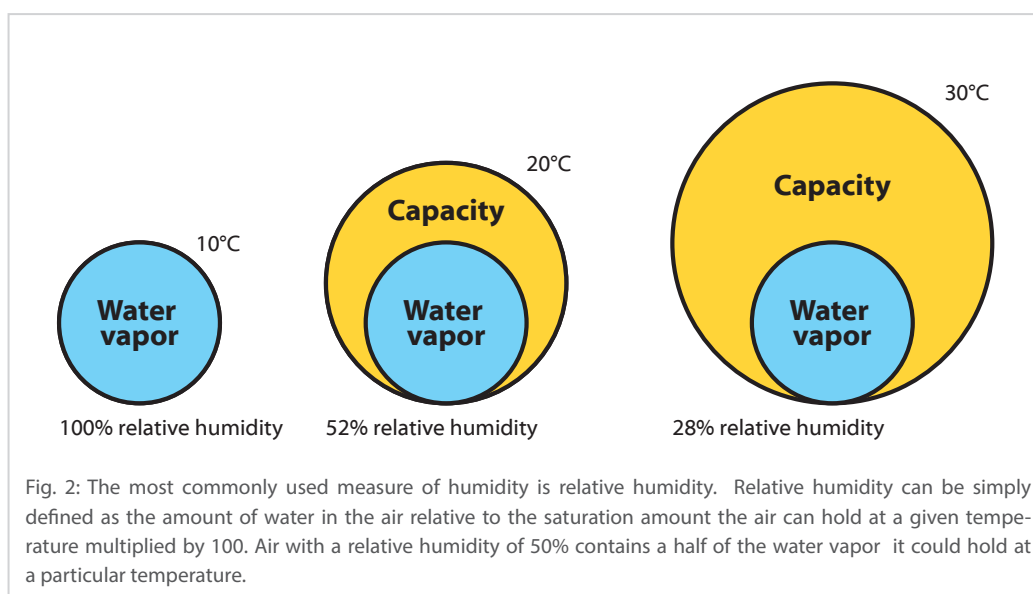 30°C
20°C
Capacity
Capacity
10°C
Water
vapor
Water
vapor
Water
vapor
100% relative humidity
52% relative humidity
28% relative humidity
Fig. 2: The most commonly used measure of humidity is relative humidity. Relative humidity can be simply
defined as the amount of water in the air relative to the saturation amount the air can hold at a given tempe-
rature multiplied by 100. Air with a relative humidity of 50% contains a half of the water vapor it could hold at
a particular temperature.